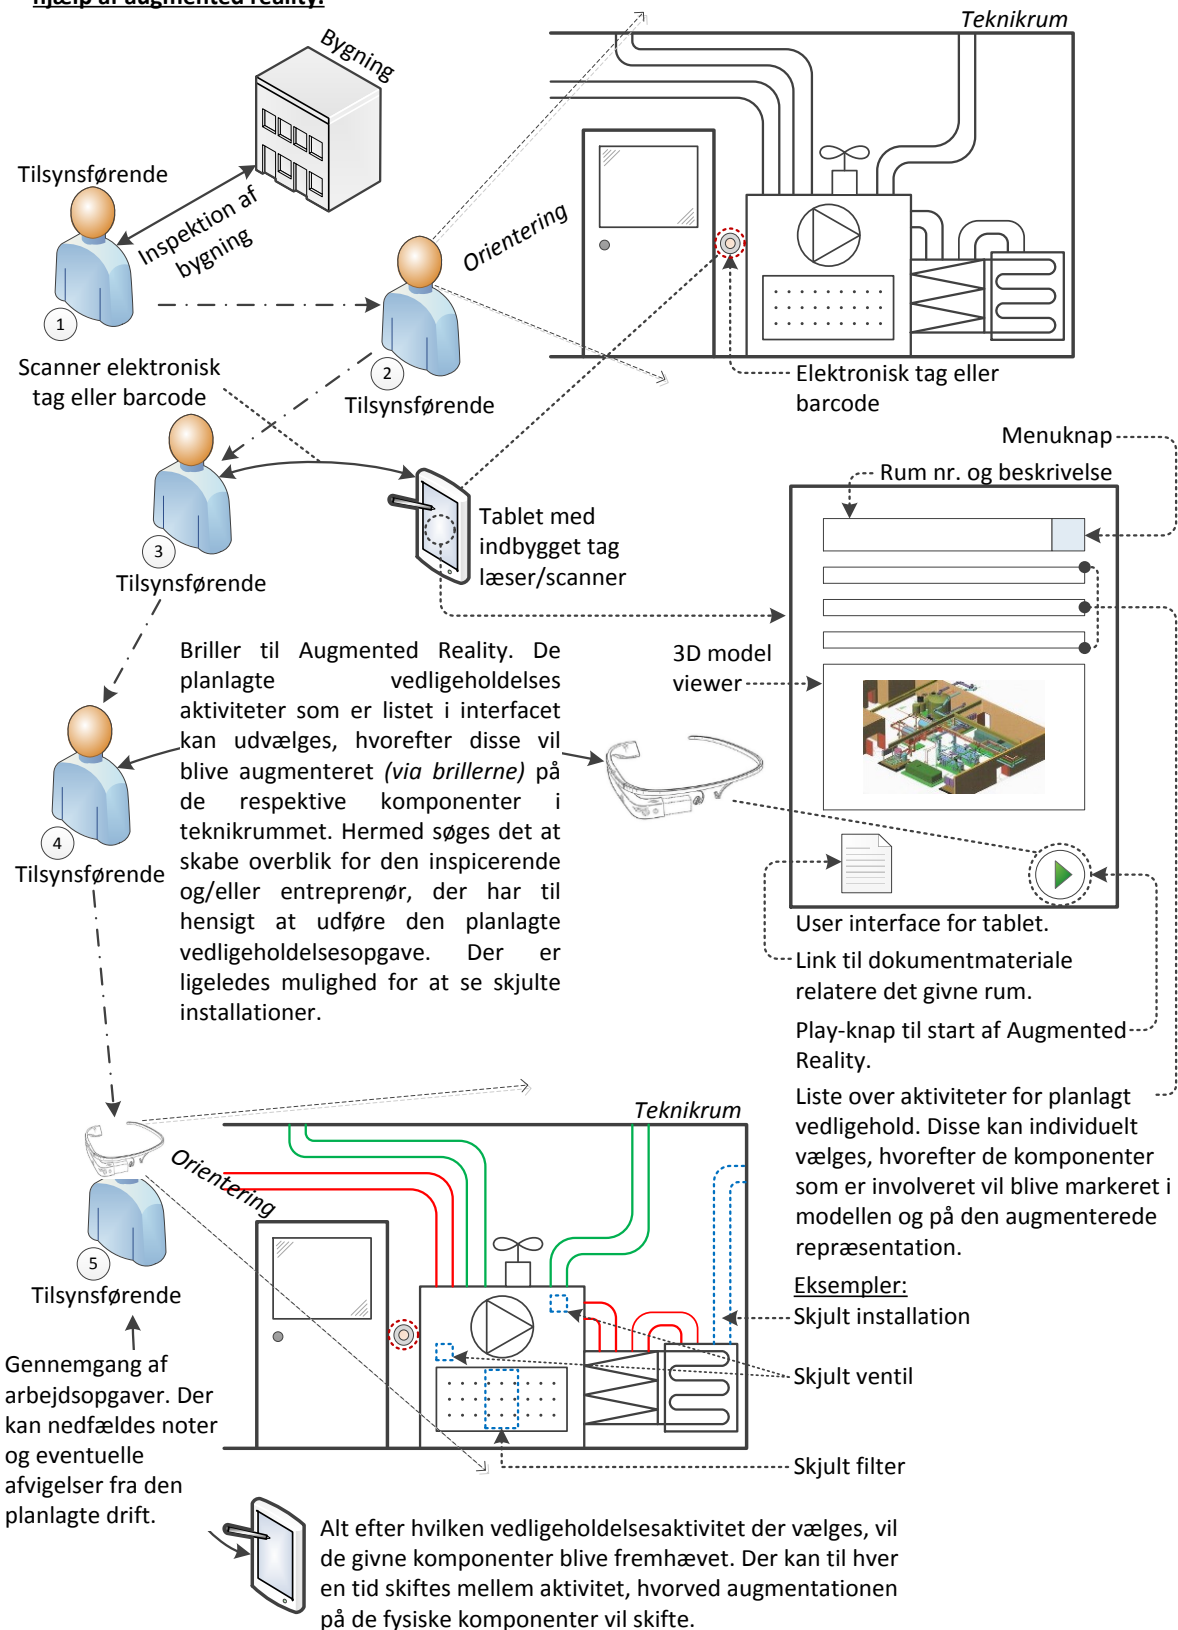 hjælp af augmented reality:
Teknikrum
Bygning
Tilsynsførende
Inspektion af
bygning
Orientering
1
2
Scanner elektronisk
tag eller barcode
Tilsynsførende
Elektronisk tag eller
barcode
Menuknap
Rum nr. og beskrivelse
Tablet med
indbygget tag
læser/scanner
3
Tilsynsførende
Briller til Augmented Reality. De
planlagte vedligeholdelses
aktiviteter som er listet i interfacet
kan udvælges, hvorefter disse vil
blive augmenteret (via brillerne) på
de respektive komponenter i
teknikrummet. Hermed søges det at
skabe overblik for den inspicerende
og/eller entreprenør, der har til
hensigt at udføre den planlagte
vedligeholdelsesopgave. Der er
ligeledes mulighed for at se skjulte
installationer.
3D model
viewer
4
Tilsynsførende
User interface for tablet.
Link til dokumentmateriale
relatere det givne rum.
Play-knap til start af Augmented
Reality.
Liste over aktiviteter for planlagt
vedligehold. Disse kan individuelt
vælges, hvorefter de komponenter
som er involveret vil blive markeret i
modellen og på den augmenterede
repræsentation.
Teknikrum
Orientering
5
Tilsynsførende
Eksempler:
Skjult installation
Skjult ventil
Skjult filter
Gennemgang af
arbejdsopgaver. Der
kan nedfældes noter
og eventuelle
afvigelser fra den
planlagte drift.
Alt efter hvilken vedligeholdelsesaktivitet der vælges, vil
de givne komponenter blive fremhævet. Der kan til hver
en tid skiftes mellem aktivitet, hvorved augmentationen
på de fysiske komponenter vil skifte.